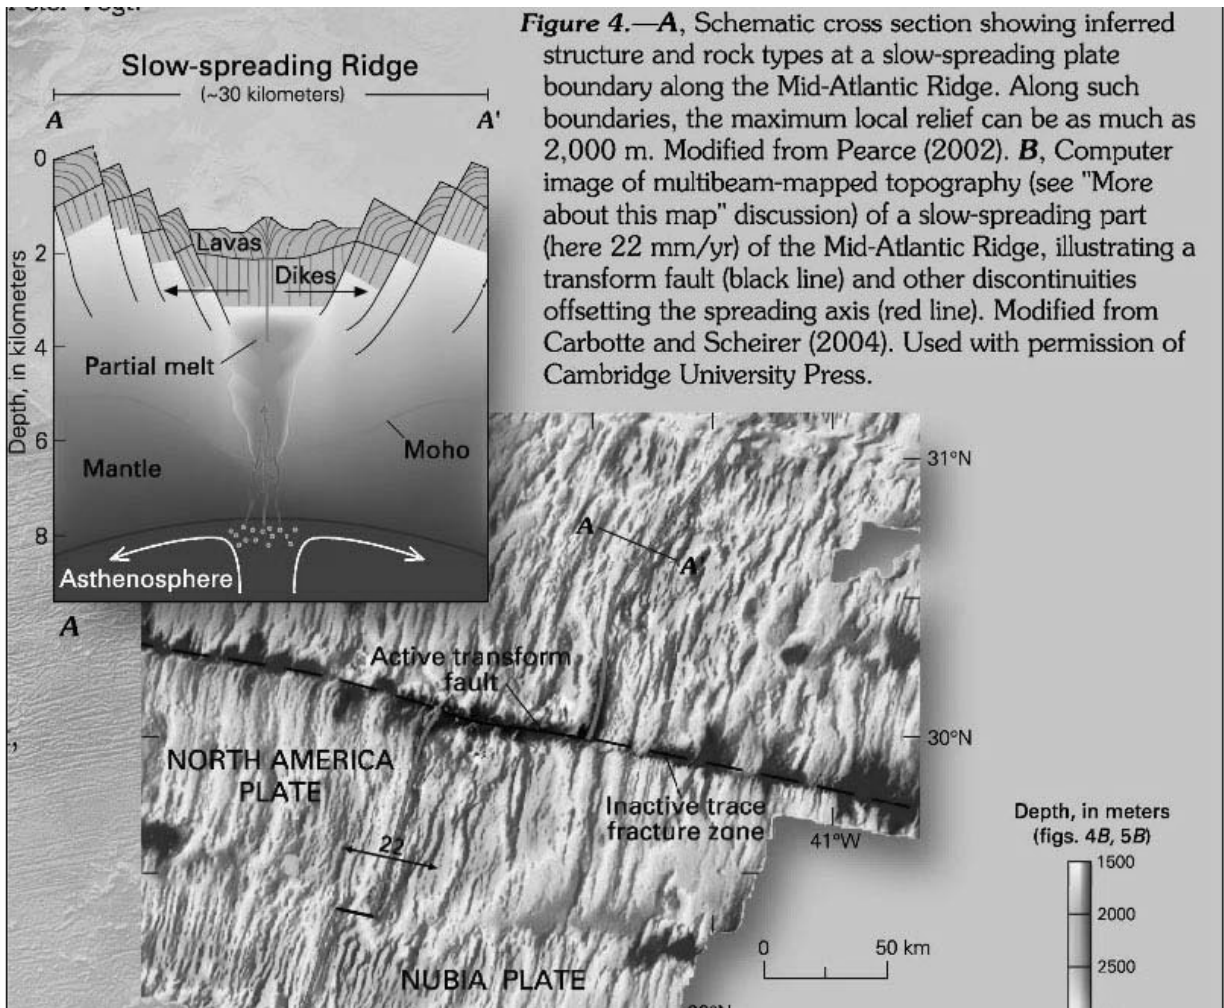 Figure 4.—A, Schematic cross section showing inferred
structure and rock types at a slow-spreading plate
boundary along the Mid-Atlantic Ridge. Along such
boundaries, the maximum local relief can be as much as
2,000 m. Modified from Pearce (2002). B, Computer
image of multibeam-mapped topography (see "More
about this map" discussion) of a slow-spreading part
(here 22 mm/yr) of the Mid-Atlantic Ridge, illustrating a
transform fault (black line) and other discontinuities
offsetting the spreading axis (red line). Modified from
Carbotte and Scheirer (2004). Used with permission of
Cambridge University Press.
Slow-spreading Ridge
(~30 kilometers)
A A'
Depth, in kilometers
0
2
4
6
8
Lavas
Dikes
Partial melt
Moho
Mantle
Asthenosphere
A
31°N
A
A'
Active transform
fault
30°N
NORTH AMERICA
PLATE
Inactive trace
fracture zone
41°W
22
NUBIA PLATE
0 50 km
Depth, in meters
(figs. 4B, 5B)
1500
2000
2500